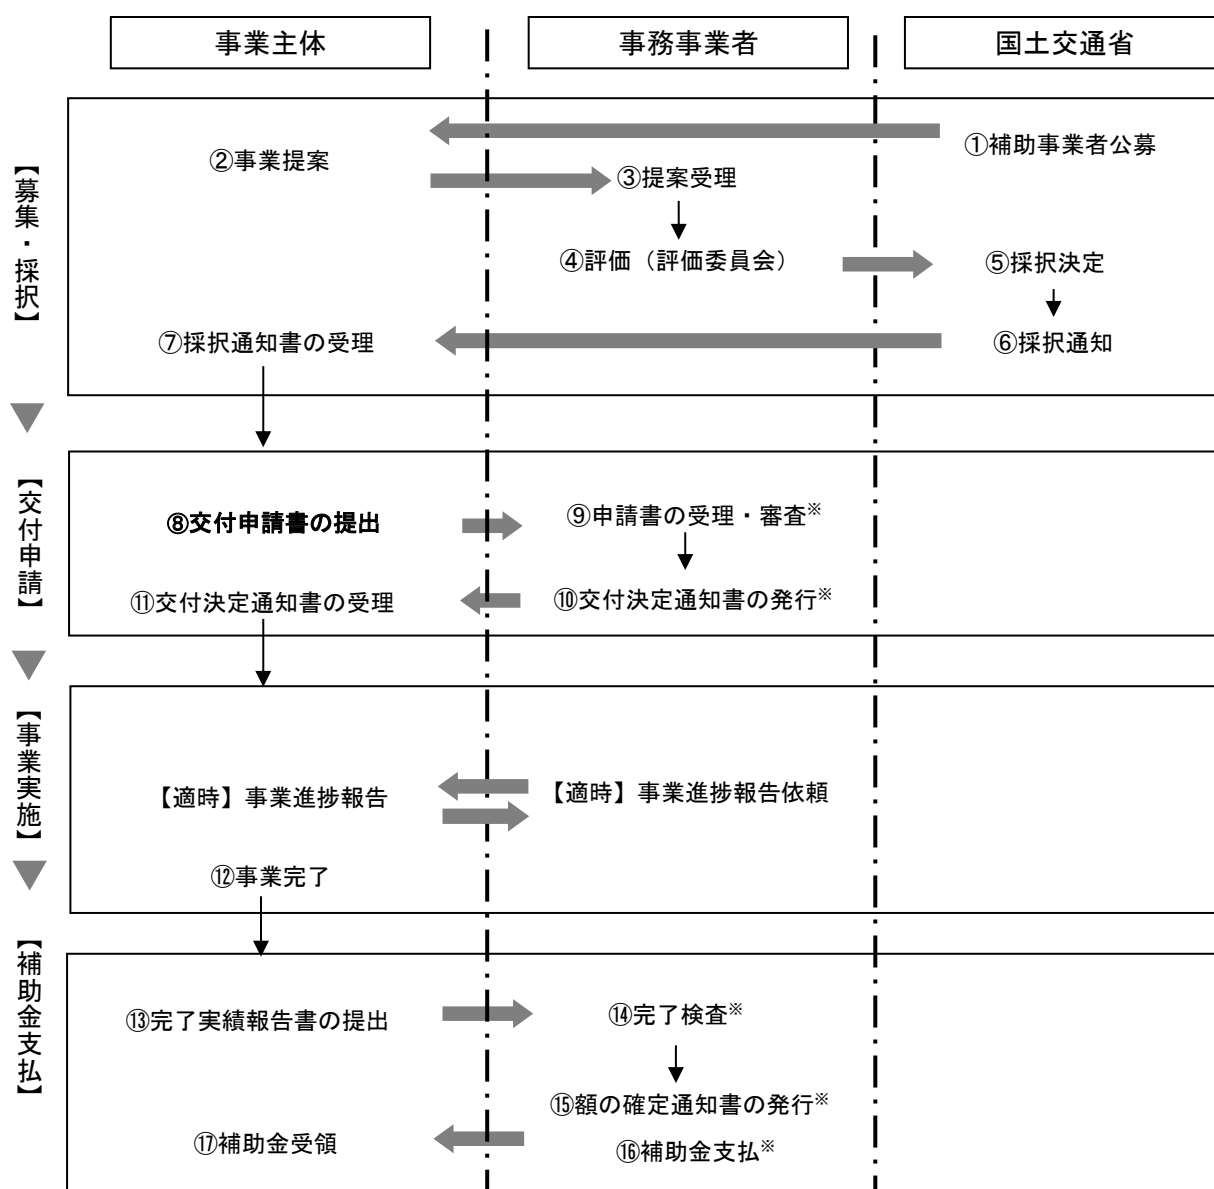 事業主体
事務事業者
国土交通省
【募集・採択】
①補助事業者公募
②事業提案
③提案受理
④評価（評価委員会）
⑤採択決定
⑥採択通知
⑦採択通知書の受理
【交付申請】
⑧交付申請書の提出
⑨申請書の受理・審査※
⑩交付決定通知書の発行※
⑪交付決定通知書の受理
【事業実施】
【適時】事業進捗報告
【適時】事業進捗報告依頼
⑫事業完了
【補助金支払】
⑬完了実績報告書の提出
⑭完了検査※
⑮額の確定通知書の発行※
⑯補助金支払※
⑰補助金受領